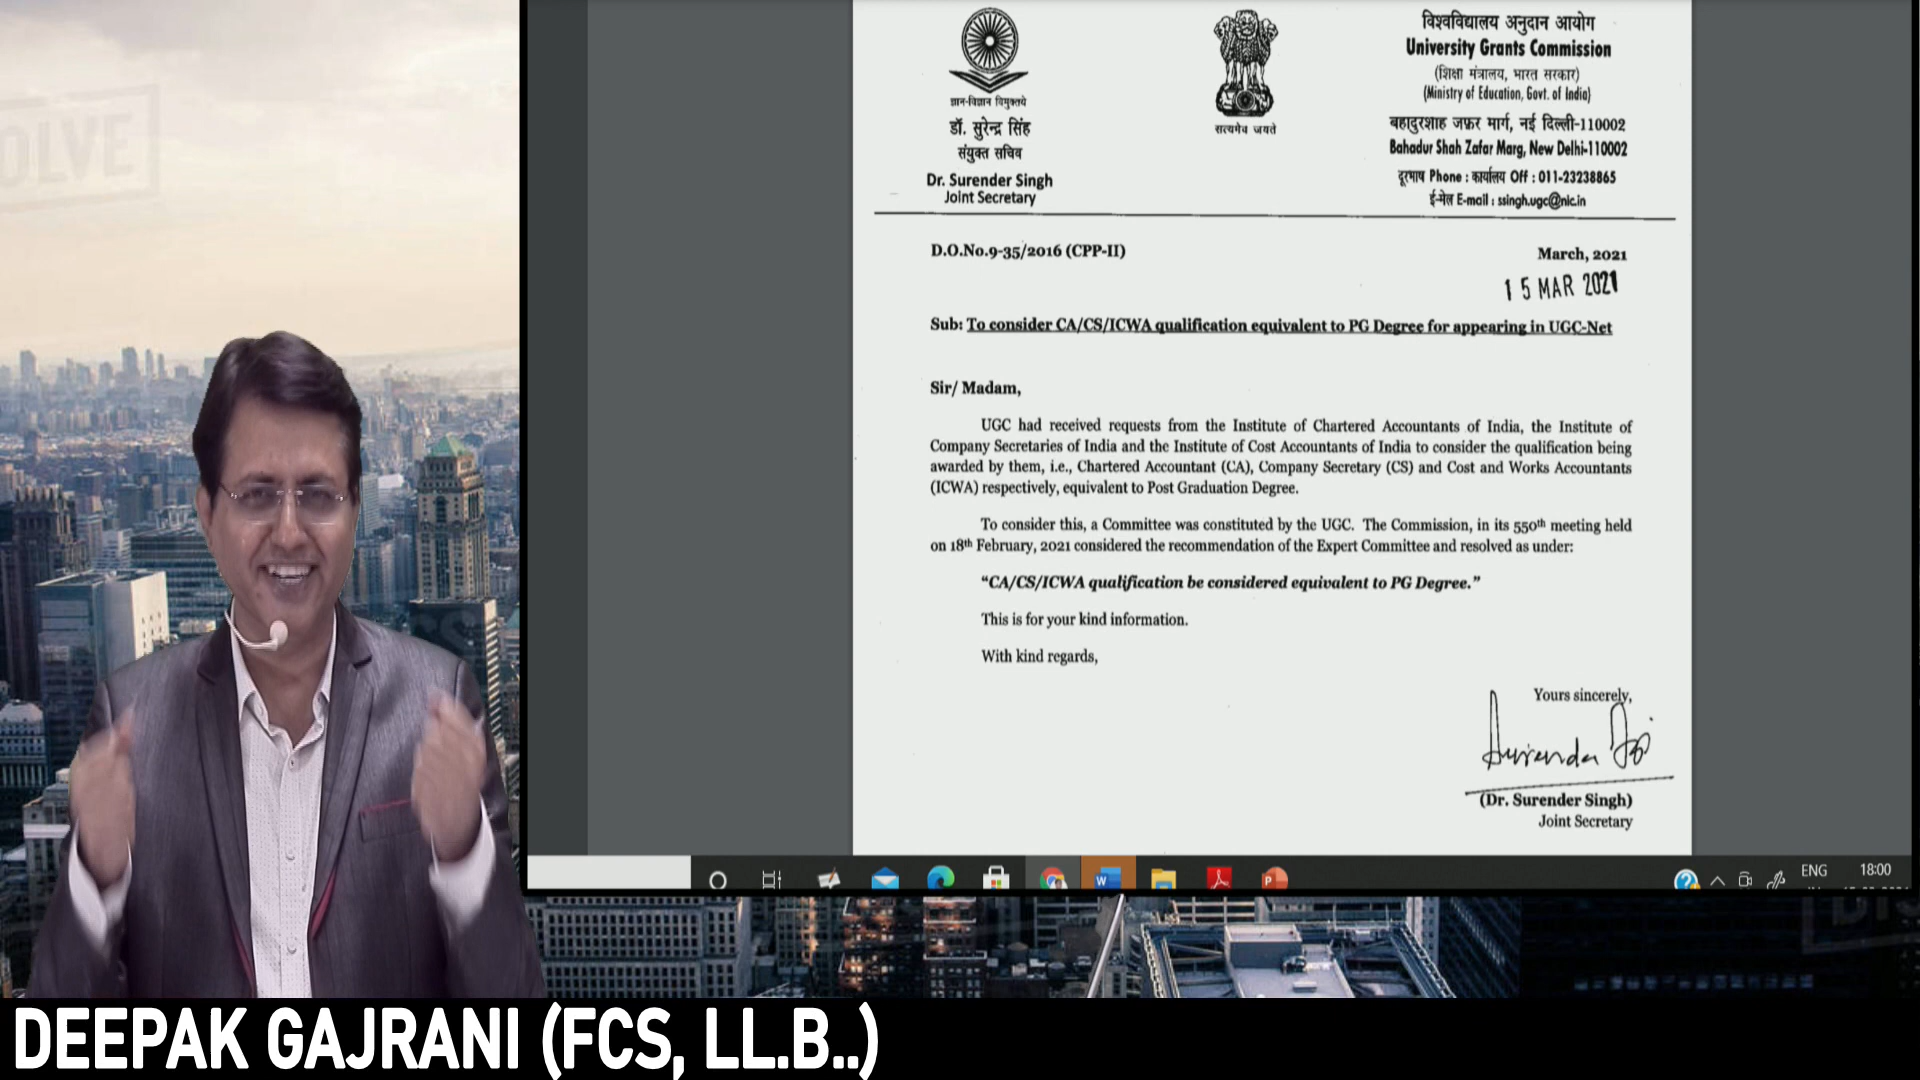 OLVE
ज्ञान-विज्ञान विमुक्तये
डॉ. सुरेन्द्र सिंह
संयुक्त सचिव
Dr. Surender Singh
Joint Secretary
सत्यमेव जयते
विश्वविद्यालय अनुदान आयोग
University Grants Commission
(शिक्षा मंत्रालय, भारत सरकार)
(Ministry of Education, Govt. of India)
बहादुरशाह ज़फ़र मार्ग, नई दिल्ली-110002
Bahadur Shah Zafar Marg, New Delhi-110002
दूरभाष Phone : कार्यालय Off : 011-23238865
ई-मेल E-mail : ssingh.ugc@nic.in
D.O.No.9-35/2016 (CPP-II)
March, 2021
15 MAR 2021
Sub: To consider CA/CS/ICWA qualification equivalent to PG Degree for appearing in UGC-Net
Sir/ Madam,
UGC had received requests from the Institute of Chartered Accountants of India, the Institute of
Company Secretaries of India and the Institute of Cost Accountants of India to consider the qualification being
awarded by them, i.e., Chartered Accountant (CA), Company Secretary (CS) and Cost and Works Accountants
(ICWA) respectively, equivalent to Post Graduation Degree.
To consider this, a Committee was constituted by the UGC. The Commission, in its 550th meeting held
on 18th February, 2021 considered the recommendation of the Expert Committee and resolved as under:
“CA/CS/ICWA qualification be considered equivalent to PG Degree.”
This is for your kind information.
With kind regards,
Yours sincerely,
(Dr. Surender Singh)
Joint Secretary
ENG
18:00
DEEPAK GAJRANI (FCS, LL.B..)